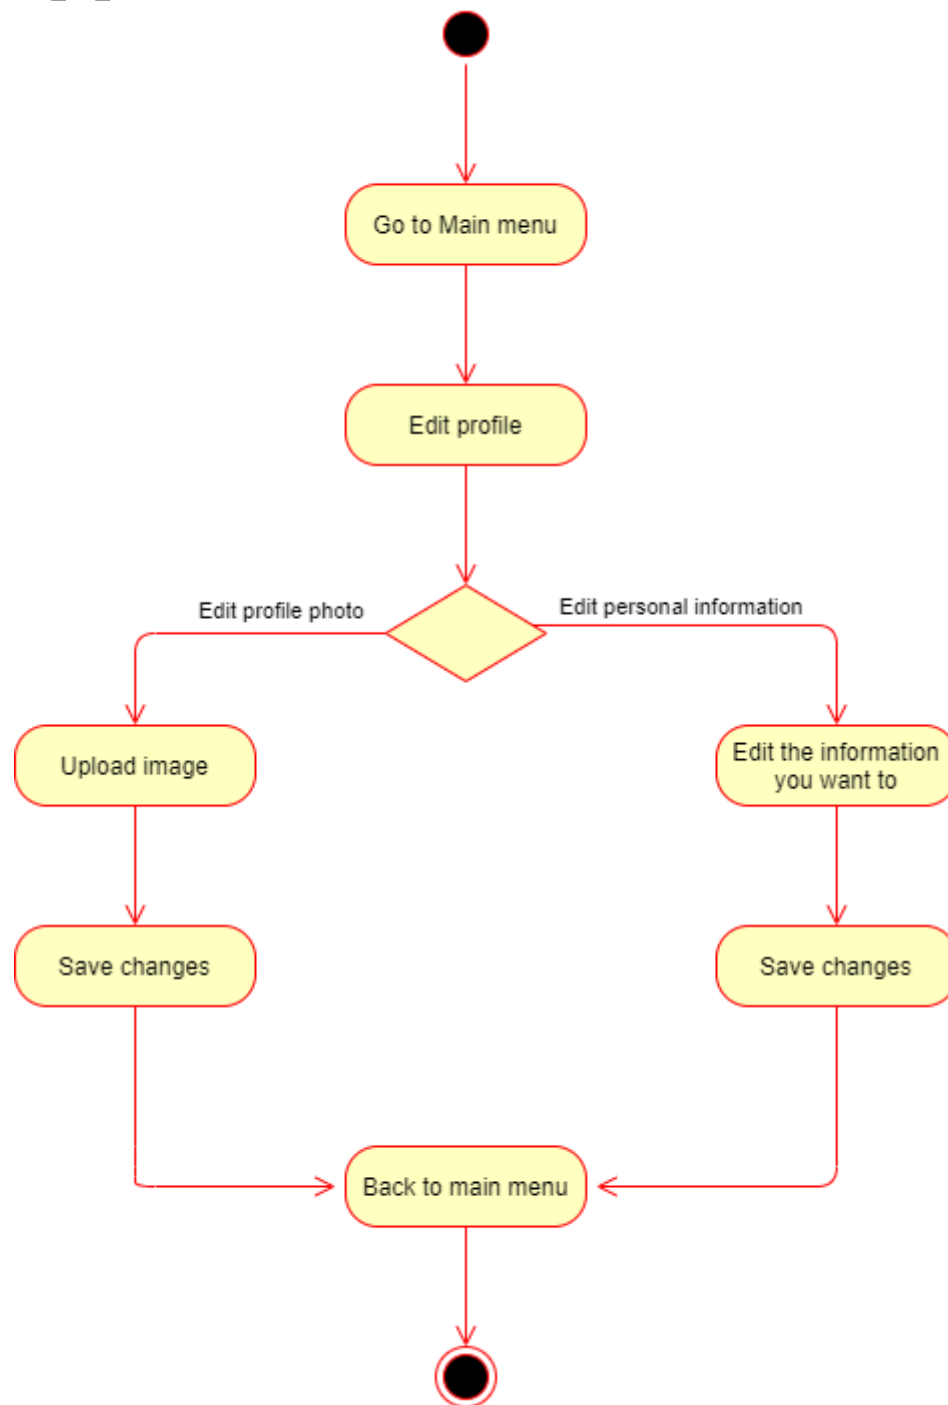 Go to Main menu
Edit profile
Edit profile photo
Edit personal information
Upload image
Edit the information
you want to
Save changes
Save changes
Back to main menu